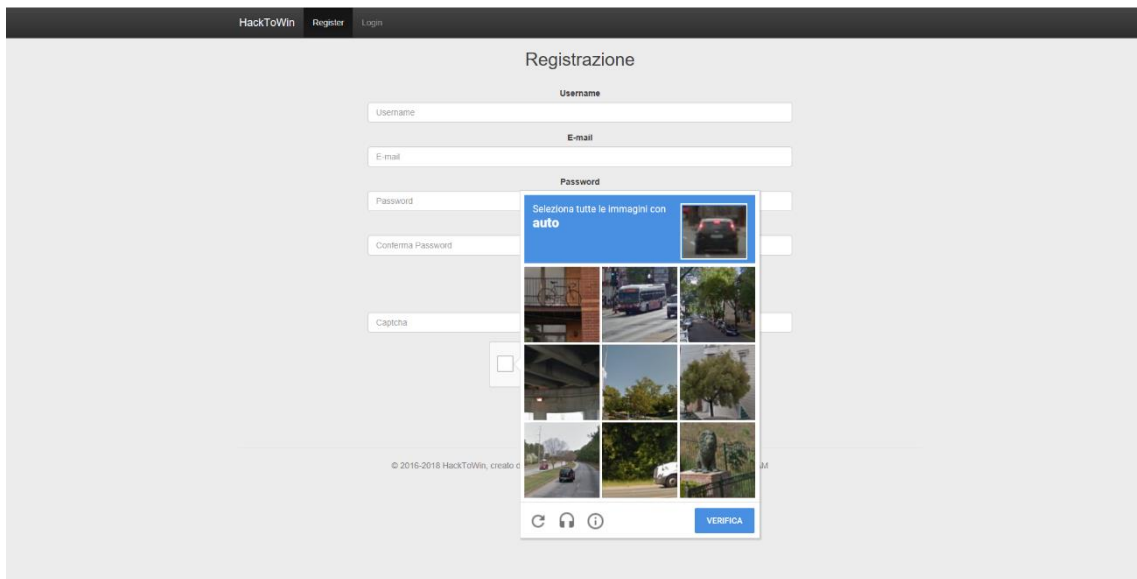 HackToWin Register Login
Registrazione
Username
Username
E-mail
E-mail
Password
Password
Conferma Password
Captcha
Seleziona tutte le immagini con
auto
VERIFICA
© 2016-2018 HackToWin, creato d